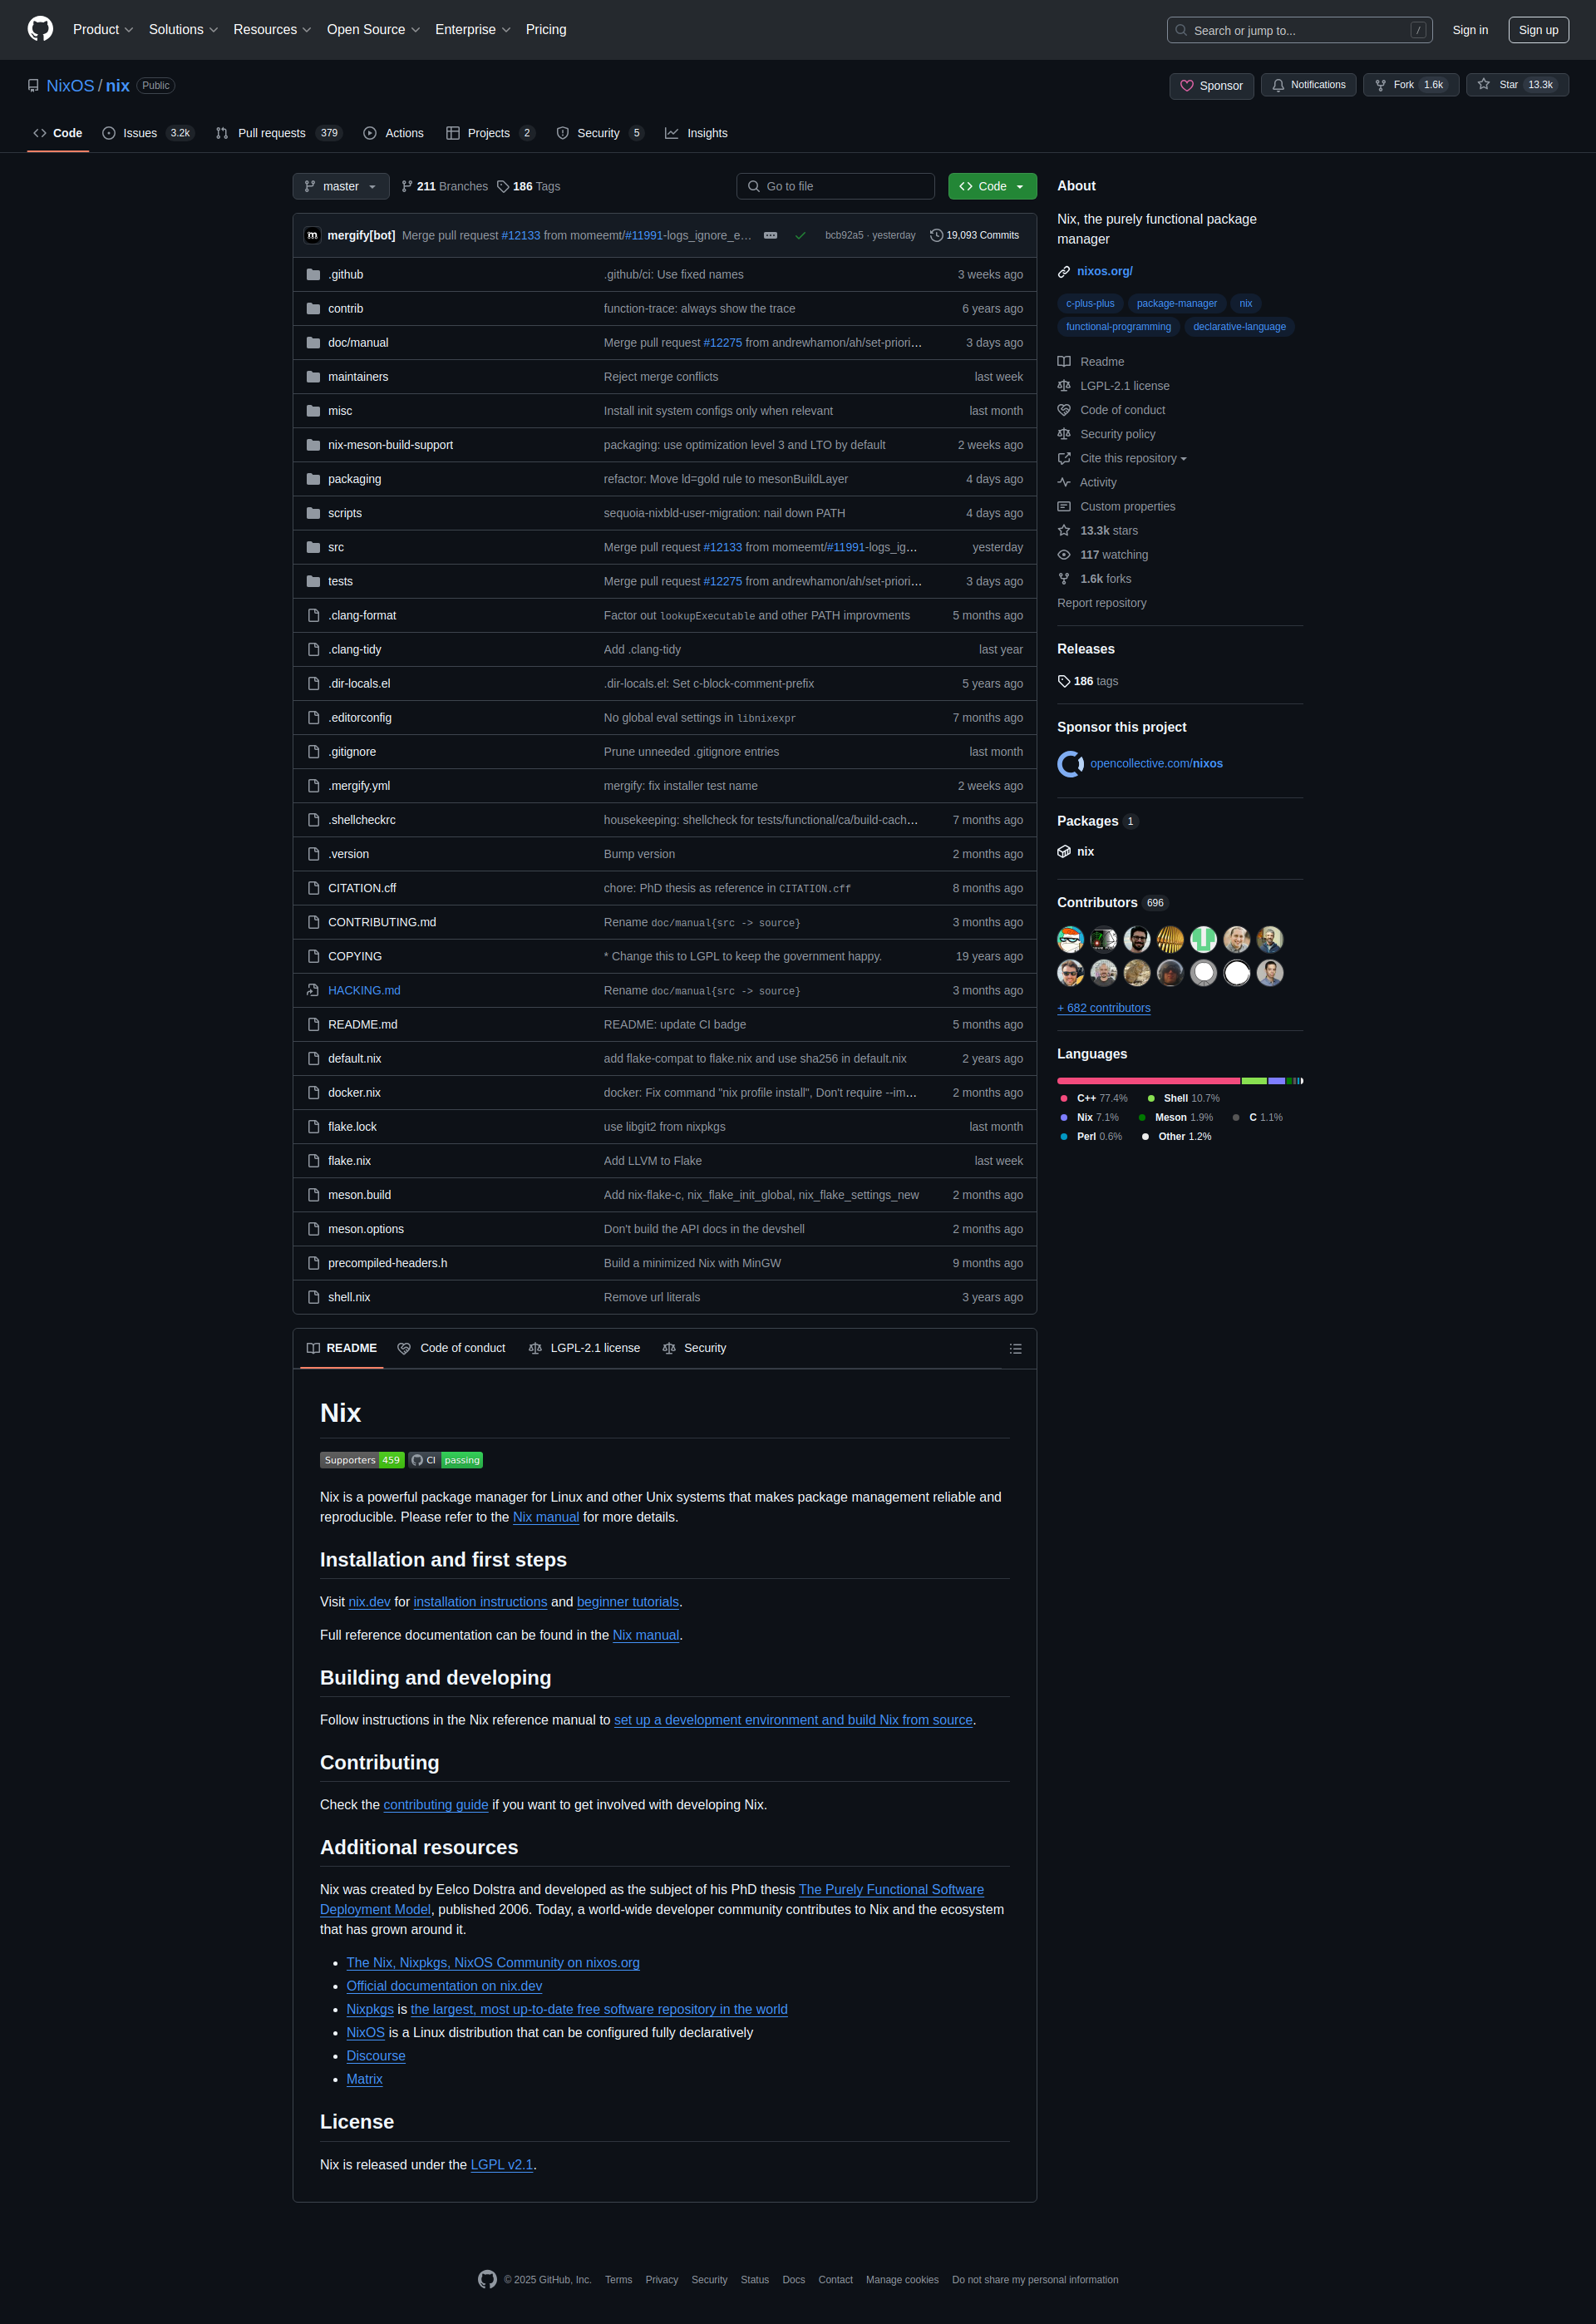 Product Solutions Resources Open Source Enterprise Pricing Search or jump to... / Sign in Sign up
NixOS / nix Public Sponsor Notifications Fork 1.6k Star 13.3k
Code Issues 3.2k Pull requests 379 Actions Projects 2 Security 5 Insights
master 211 Branches 186 Tags Go to file Code
mergify[bot] Merge pull request #12133 from momeemt/#11991-logs_ignore_e… bcb92a5 · yesterday 19,093 Commits
.github .github/ci: Use fixed names 3 weeks ago
contrib function-trace: always show the trace 6 years ago
doc/manual Merge pull request #12275 from andrewhamon/ah/set-priori… 3 days ago
maintainers Reject merge conflicts last week
misc Install init system configs only when relevant last month
nix-meson-build-support packaging: use optimization level 3 and LTO by default 2 weeks ago
packaging refactor: Move ld=gold rule to mesonBuildLayer 4 days ago
scripts sequoia-nixbld-user-migration: nail down PATH 4 days ago
src Merge pull request #12133 from momeemt/#11991-logs_ig… yesterday
tests Merge pull request #12275 from andrewhamon/ah/set-priori… 3 days ago
.clang-format Factor out lookupExecutable and other PATH improvments 5 months ago
.clang-tidy Add .clang-tidy last year
.dir-locals.el .dir-locals.el: Set c-block-comment-prefix 5 years ago
.editorconfig No global eval settings in libnixexpr 7 months ago
.gitignore Prune unneeded .gitignore entries last month
.mergify.yml mergify: fix installer test name 2 weeks ago
.shellcheckrc housekeeping: shellcheck for tests/functional/ca/build-cach… 7 months ago
.version Bump version 2 months ago
CITATION.cff chore: PhD thesis as reference in CITATION.cff 8 months ago
CONTRIBUTING.md Rename doc/manual{src -> source} 3 months ago
COPYING * Change this to LGPL to keep the government happy. 19 years ago
HACKING.md Rename doc/manual{src -> source} 3 months ago
README.md README: update CI badge 5 months ago
default.nix add flake-compat to flake.nix and use sha256 in default.nix 2 years ago
docker.nix docker: Fix command "nix profile install", Don't require --im… 2 months ago
flake.lock use libgit2 from nixpkgs last month
flake.nix Add LLVM to Flake last week
meson.build Add nix-flake-c, nix_flake_init_global, nix_flake_settings_new 2 months ago
meson.options Don't build the API docs in the devshell 2 months ago
precompiled-headers.h Build a minimized Nix with MinGW 9 months ago
shell.nix Remove url literals 3 years ago
README Code of conduct LGPL-2.1 license Security
Nix
Supporters 459 CI passing
Nix is a powerful package manager for Linux and other Unix systems that makes package management reliable and
reproducible. Please refer to the Nix manual for more details.
Installation and first steps
Visit nix.dev for installation instructions and beginner tutorials.
Full reference documentation can be found in the Nix manual.
Building and developing
Follow instructions in the Nix reference manual to set up a development environment and build Nix from source.
Contributing
Check the contributing guide if you want to get involved with developing Nix.
Additional resources
Nix was created by Eelco Dolstra and developed as the subject of his PhD thesis The Purely Functional Software
Deployment Model, published 2006. Today, a world-wide developer community contributes to Nix and the ecosystem
that has grown around it.
• The Nix, Nixpkgs, NixOS Community on nixos.org
• Official documentation on nix.dev
• Nixpkgs is the largest, most up-to-date free software repository in the world
• NixOS is a Linux distribution that can be configured fully declaratively
• Discourse
• Matrix
License
Nix is released under the LGPL v2.1.
About
Nix, the purely functional package
manager
nixos.org/
c-plus-plus package-manager nix
functional-programming declarative-language
Readme
LGPL-2.1 license
Code of conduct
Security policy
Cite this repository
Activity
Custom properties
13.3k stars
117 watching
1.6k forks
Report repository
Releases
186 tags
Sponsor this project
opencollective.com/nixos
Packages 1
nix
Contributors 696
+ 682 contributors
Languages
C++ 77.4% Shell 10.7%
Nix 7.1% Meson 1.9% C 1.1%
Perl 0.6% Other 1.2%
© 2025 GitHub, Inc. Terms Privacy Security Status Docs Contact Manage cookies Do not share my personal information